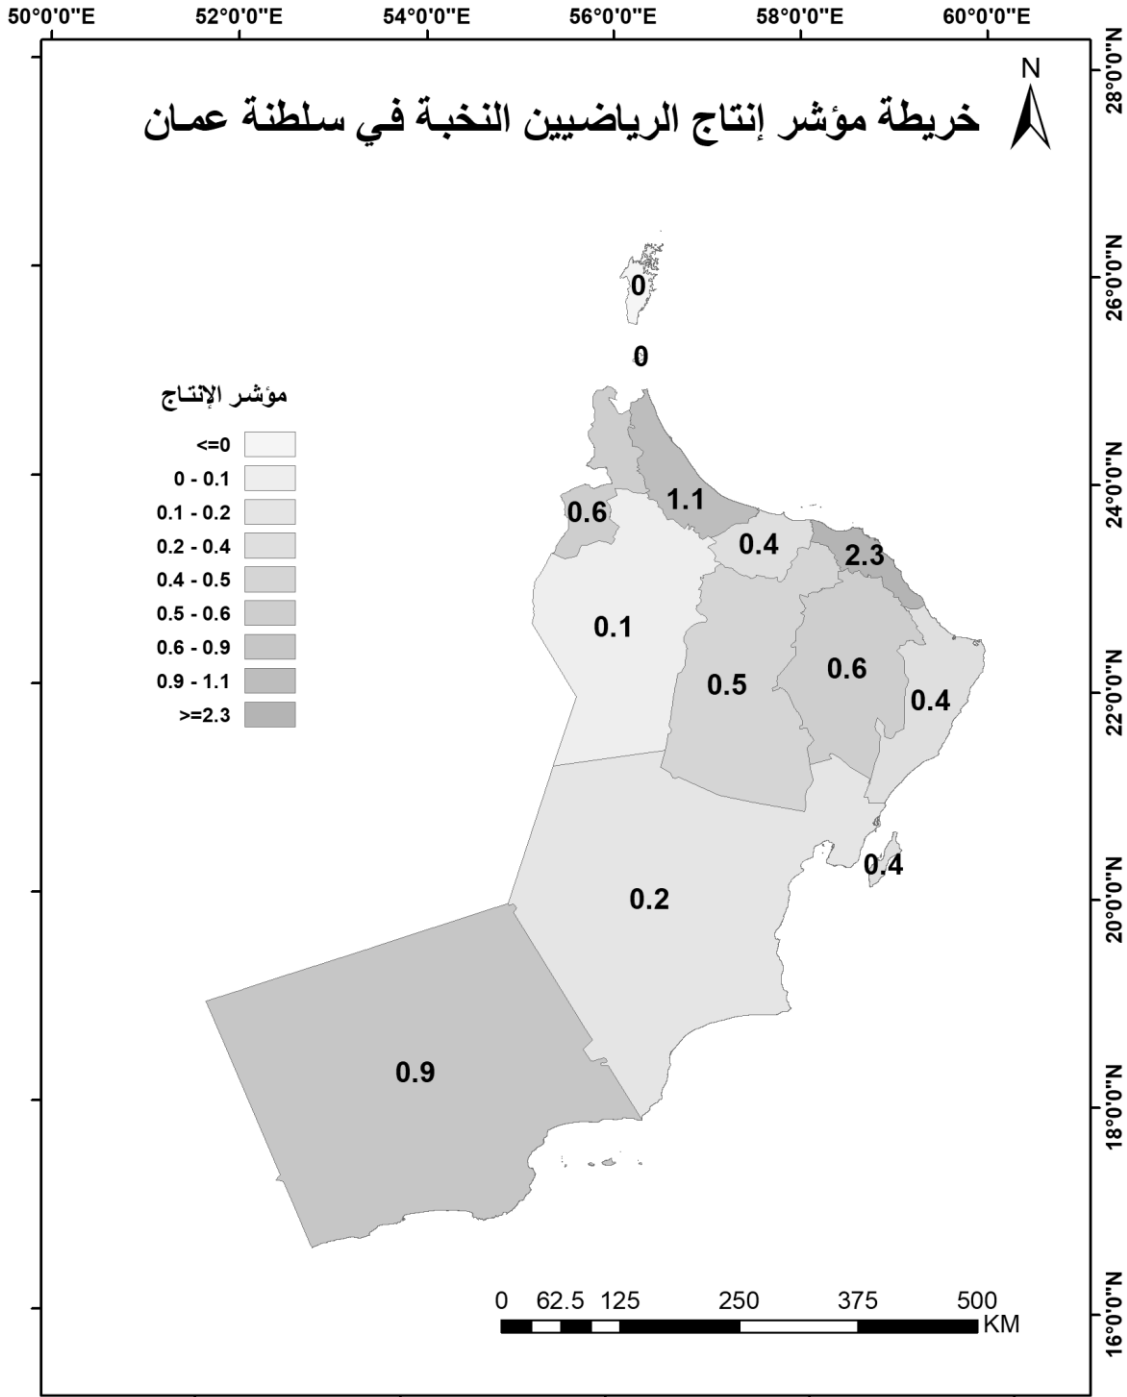 50°0'0"E 52°0'0"E 54°0'0"E 56°0'0"E 58°0'0"E 60°0'0"E
28°0'0"N
N
خريطة مؤشر إنتاج الرياضيين النخبة في سلطنة عمان
0
26°0'0"N
0
مؤشر الإنتاج
<=0
0 - 0.1
0.1 - 0.2
0.2 - 0.4
0.4 - 0.5
0.5 - 0.6
0.6 - 0.9
0.9 - 1.1
>=2.3
24°0'0"N
1.1
0.6
0.4
2.3
0.1
0.6
0.5
0.4
22°0'0"N
0.4
0.2
20°0'0"N
0.9
18°0'0"N
0 62.5 125 250 375 500
KM
16°0'0"N